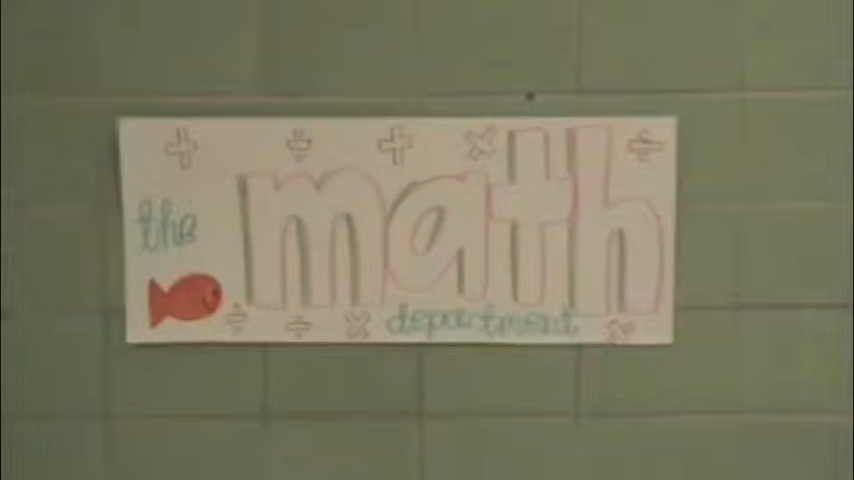 + ÷ + × ÷
the math
÷ ÷ × department ×